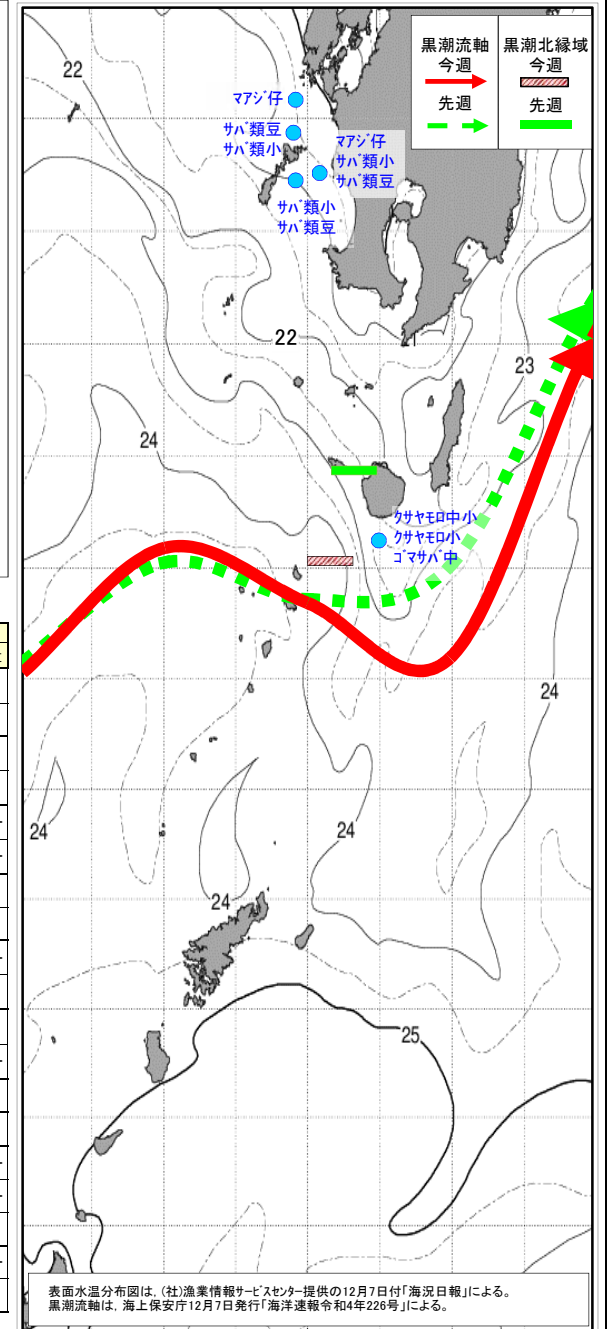 黒潮流軸
今週
先週
黒潮北縁域
今週
先週
22
マアジ仔
サバ類豆
サバ類小
マアジ仔
サバ類小
サバ類豆
サバ類小
サバ類豆
22
23
24
クサヤモロ中小
クサヤモロ小
ゴマサバ中
24
24
24
24
25
表面水温分布図は，(社)漁業情報サービスセンター提供の12月7日付「海況日報」による。
黒潮流軸は，海上保安庁12月7日発行「海洋速報令和4年226号」による。